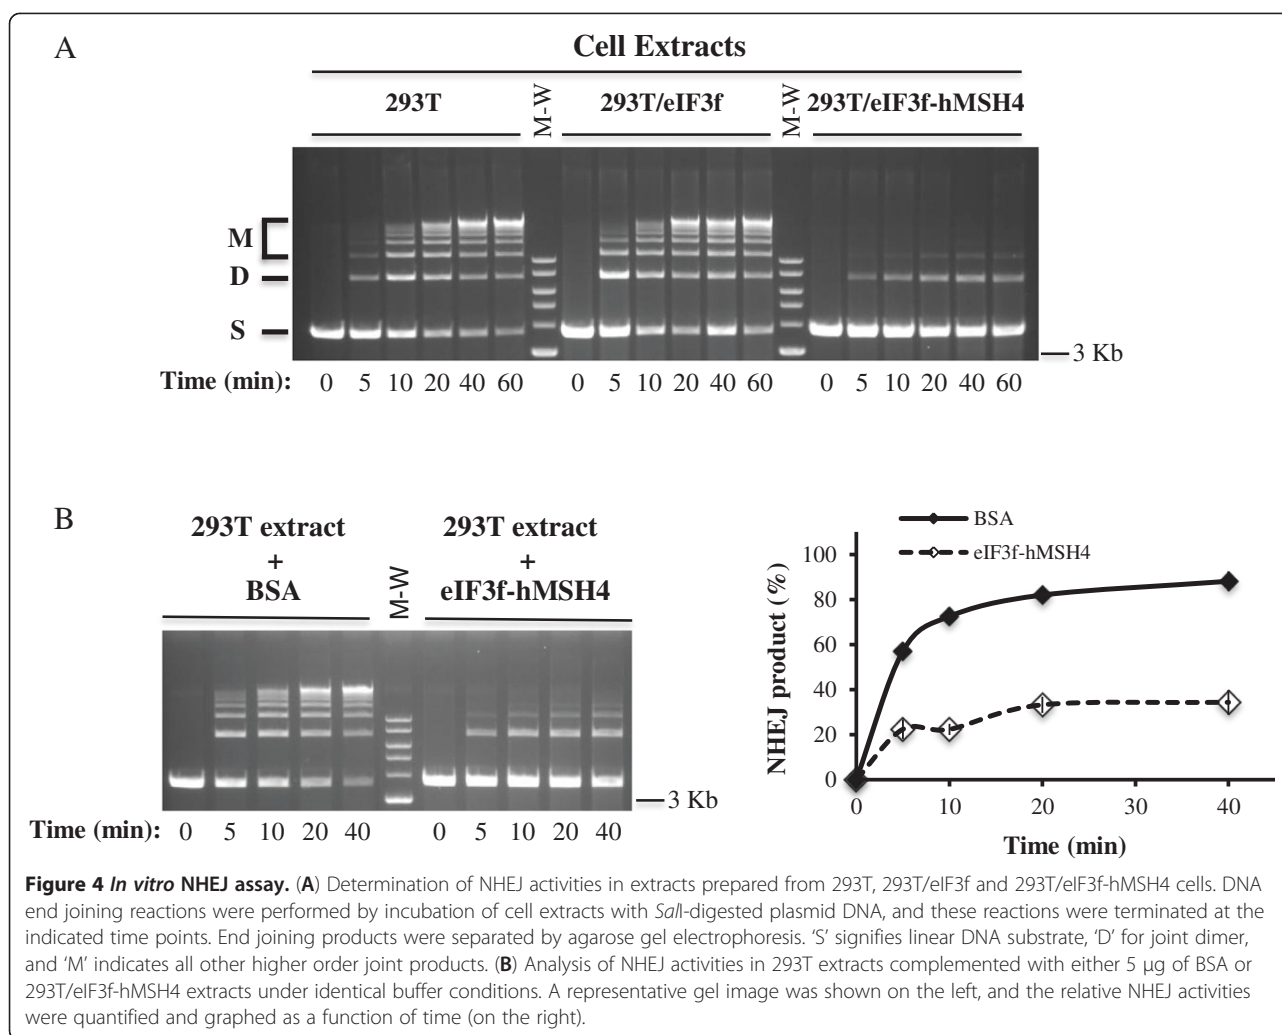 A
Cell Extracts
293T
M-W
293T/eIF3f
M-W
293T/eIF3f-hMSH4
M
D
S
3 Kb
Time (min): 0 5 10 20 40 60 0 5 10 20 40 60 0 5 10 20 40 60
B
293T extract
+
BSA
M-W
293T extract
+
eIF3f-hMSH4
3 Kb
Time (min): 0 5 10 20 40 0 5 10 20 40
BSA
eIF3f-hMSH4
NHEJ product (%)
100
80
60
40
20
0
0 10 20 30 40
Time (min)
Figure 4 In vitro NHEJ assay. (A) Determination of NHEJ activities in extracts prepared from 293T, 293T/eIF3f and 293T/eIF3f-hMSH4 cells. DNA
end joining reactions were performed by incubation of cell extracts with SalI-digested plasmid DNA, and these reactions were terminated at the
indicated time points. End joining products were separated by agarose gel electrophoresis. ‘S’ signifies linear DNA substrate, ‘D’ for joint dimer,
and ‘M’ indicates all other higher order joint products. (B) Analysis of NHEJ activities in 293T extracts complemented with either 5 μg of BSA or
293T/eIF3f-hMSH4 extracts under identical buffer conditions. A representative gel image was shown on the left, and the relative NHEJ activities
were quantified and graphed as a function of time (on the right).